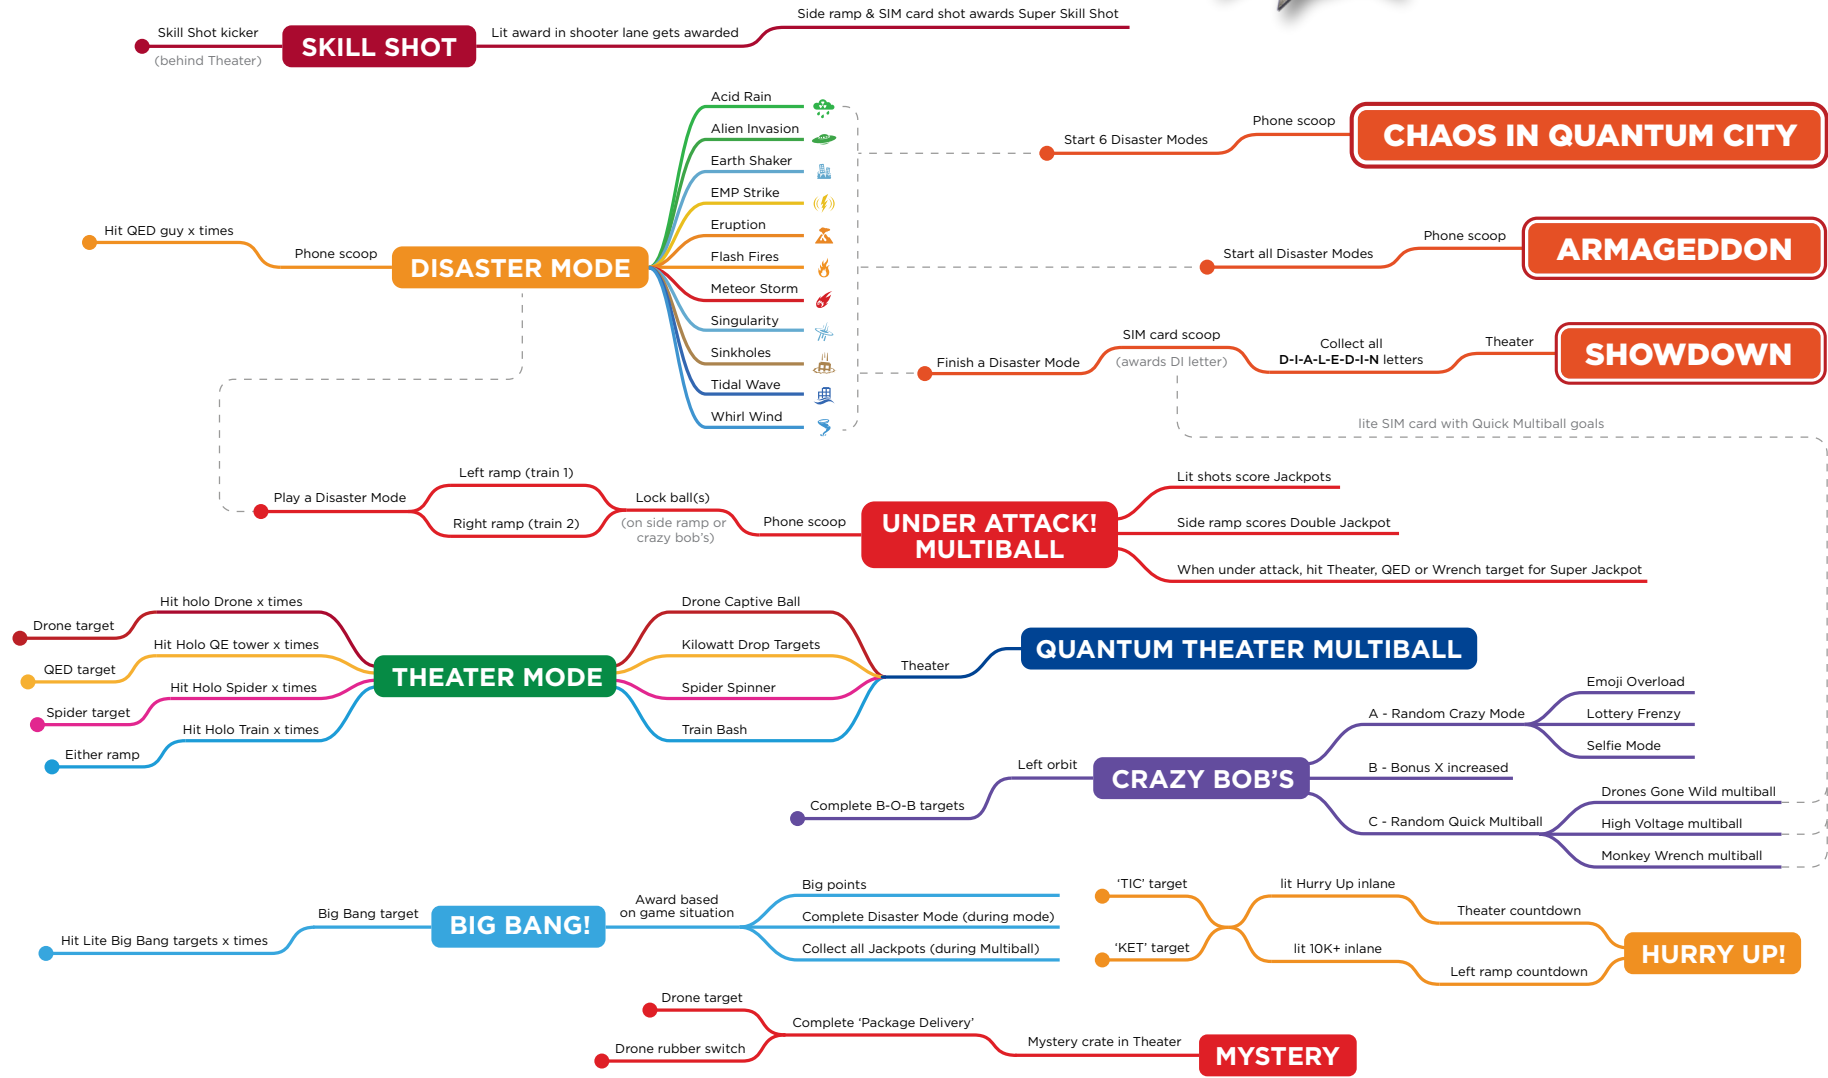 Skill Shot kicker
(behind Theater)
SKILL SHOT
Lit award in shooter lane gets awarded
Side ramp & SIM card shot awards Super Skill Shot
Hit QED guy x times
Phone scoop
DISASTER MODE
Acid Rain
Alien Invasion
Earth Shaker
EMP Strike
Eruption
Flash Fires
Meteor Storm
Singularity
Sinkholes
Tidal Wave
Whirl Wind
Start 6 Disaster Modes
Phone scoop
CHAOS IN QUANTUM CITY
Start all Disaster Modes
Phone scoop
ARMAGEDDON
Finish a Disaster Mode
SIM card scoop
(awards DI letter)
Collect all
D-I-A-L-E-D-I-N letters
Theater
SHOWDOWN
lite SIM card with Quick Multiball goals
Play a Disaster Mode
Left ramp (train 1)
Right ramp (train 2)
Lock ball(s)
(on side ramp or
crazy bob's)
Phone scoop
UNDER ATTACK!
MULTIBALL
Lit shots score Jackpots
Side ramp scores Double Jackpot
When under attack, hit Theater, QED or Wrench target for Super Jackpot
Drone target
Hit holo Drone x times
QED target
Hit Holo QE tower x times
Spider target
Hit Holo Spider x times
Either ramp
Hit Holo Train x times
THEATER MODE
Drone Captive Ball
Kilowatt Drop Targets
Spider Spinner
Train Bash
Theater
QUANTUM THEATER MULTIBALL
Complete B-O-B targets
Left orbit
CRAZY BOB'S
A - Random Crazy Mode
Emoji Overload
Lottery Frenzy
Selfie Mode
B - Bonus X increased
C - Random Quick Multiball
Drones Gone Wild multiball
High Voltage multiball
Monkey Wrench multiball
Hit Lite Big Bang targets x times
Big Bang target
BIG BANG!
Award based
on game situation
Big points
Complete Disaster Mode (during mode)
Collect all Jackpots (during Multiball)
'TIC' target
'KET' target
lit Hurry Up inlane
lit 10K+ inlane
Theater countdown
Left ramp countdown
HURRY UP!
Drone target
Drone rubber switch
Complete 'Package Delivery'
Mystery crate in Theater
MYSTERY